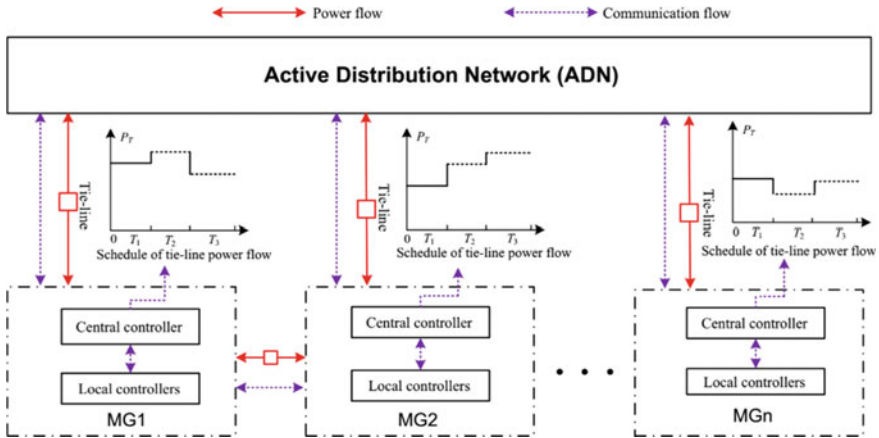 Power flow
Communication flow
Active Distribution Network (ADN)
P_T
Tie-line
0 T_1 T_2 T_3
Schedule of tie-line power flow
P_T
Tie-line
0 T_1 T_2 T_3
Schedule of tie-line power flow
P_T
Tie-line
0 T_1 T_2 T_3
Schedule of tie-line power flow
Central controller
Local controllers
MG1
Central controller
Local controllers
MG2
Central controller
Local controllers
MGn